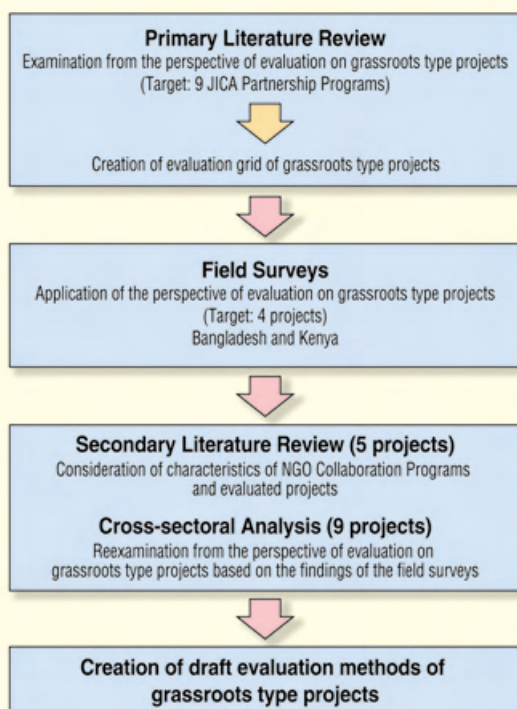 Primary Literature Review
Examination from the perspective of evaluation on grassroots type projects
(Target: 9 JICA Partnership Programs)
Creation of evaluation grid of grassroots type projects
Field Surveys
Application of the perspective of evaluation on grassroots type projects
(Target: 4 projects)
Bangladesh and Kenya
Secondary Literature Review (5 projects)
Consideration of characteristics of NGO Collaboration Programs
and evaluated projects
Cross-sectoral Analysis (9 projects)
Reexamination from the perspective of evaluation on
grassroots type projects based on the findings of the field surveys
Creation of draft evaluation methods of
grassroots type projects